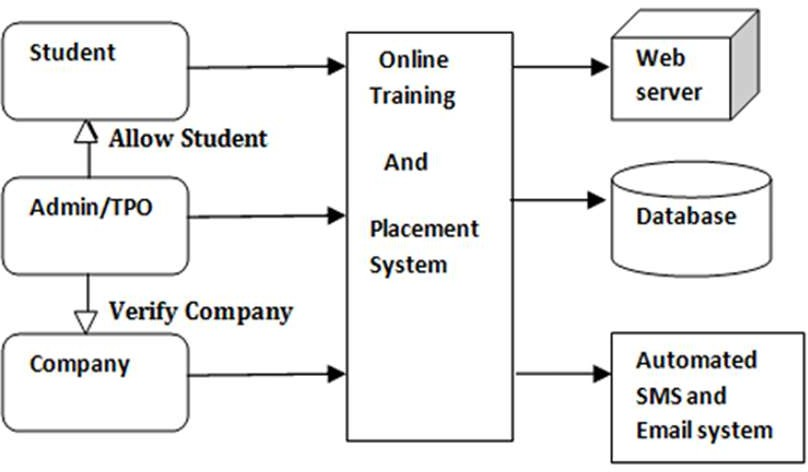 Student
Allow Student
Admin/TPO
Verify Company
Company
Online
Training
And
Placement
System
Web
server
Database
Automated
SMS and
Email system